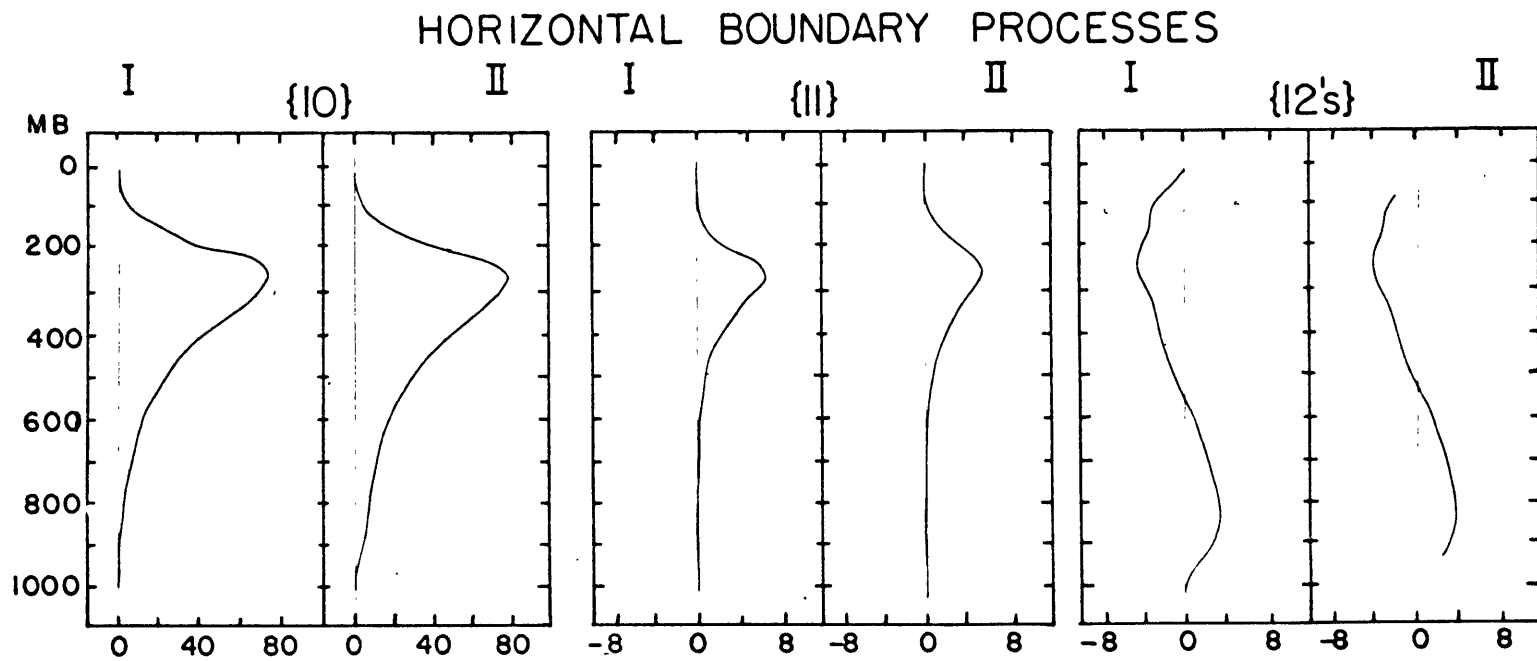 HORIZONTAL BOUNDARY PROCESSES
I {10} II I {11} II I {12's} II
MB
0
200
400
600
800
1000
0 40 80 0 40 80 -8 0 8 -8 0 8 -8 0 8 -8 0 8